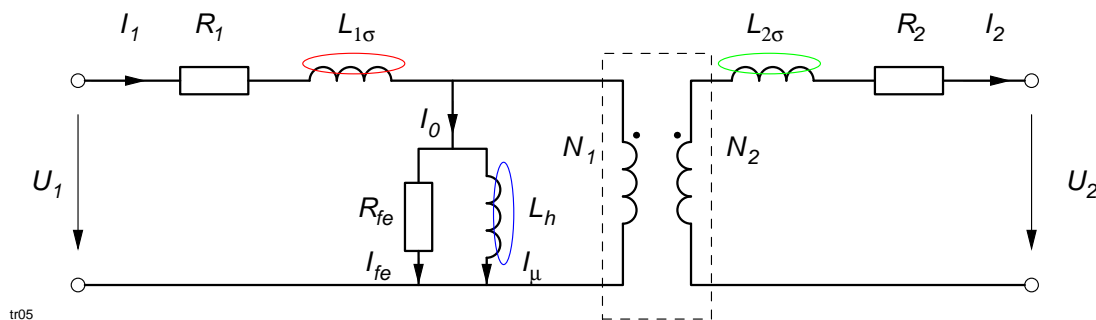 I1 R1 L1σ L2σ R2 I2
I0
N1 N2
U1 Rfe Lh U2
Ife Iμ
tr05